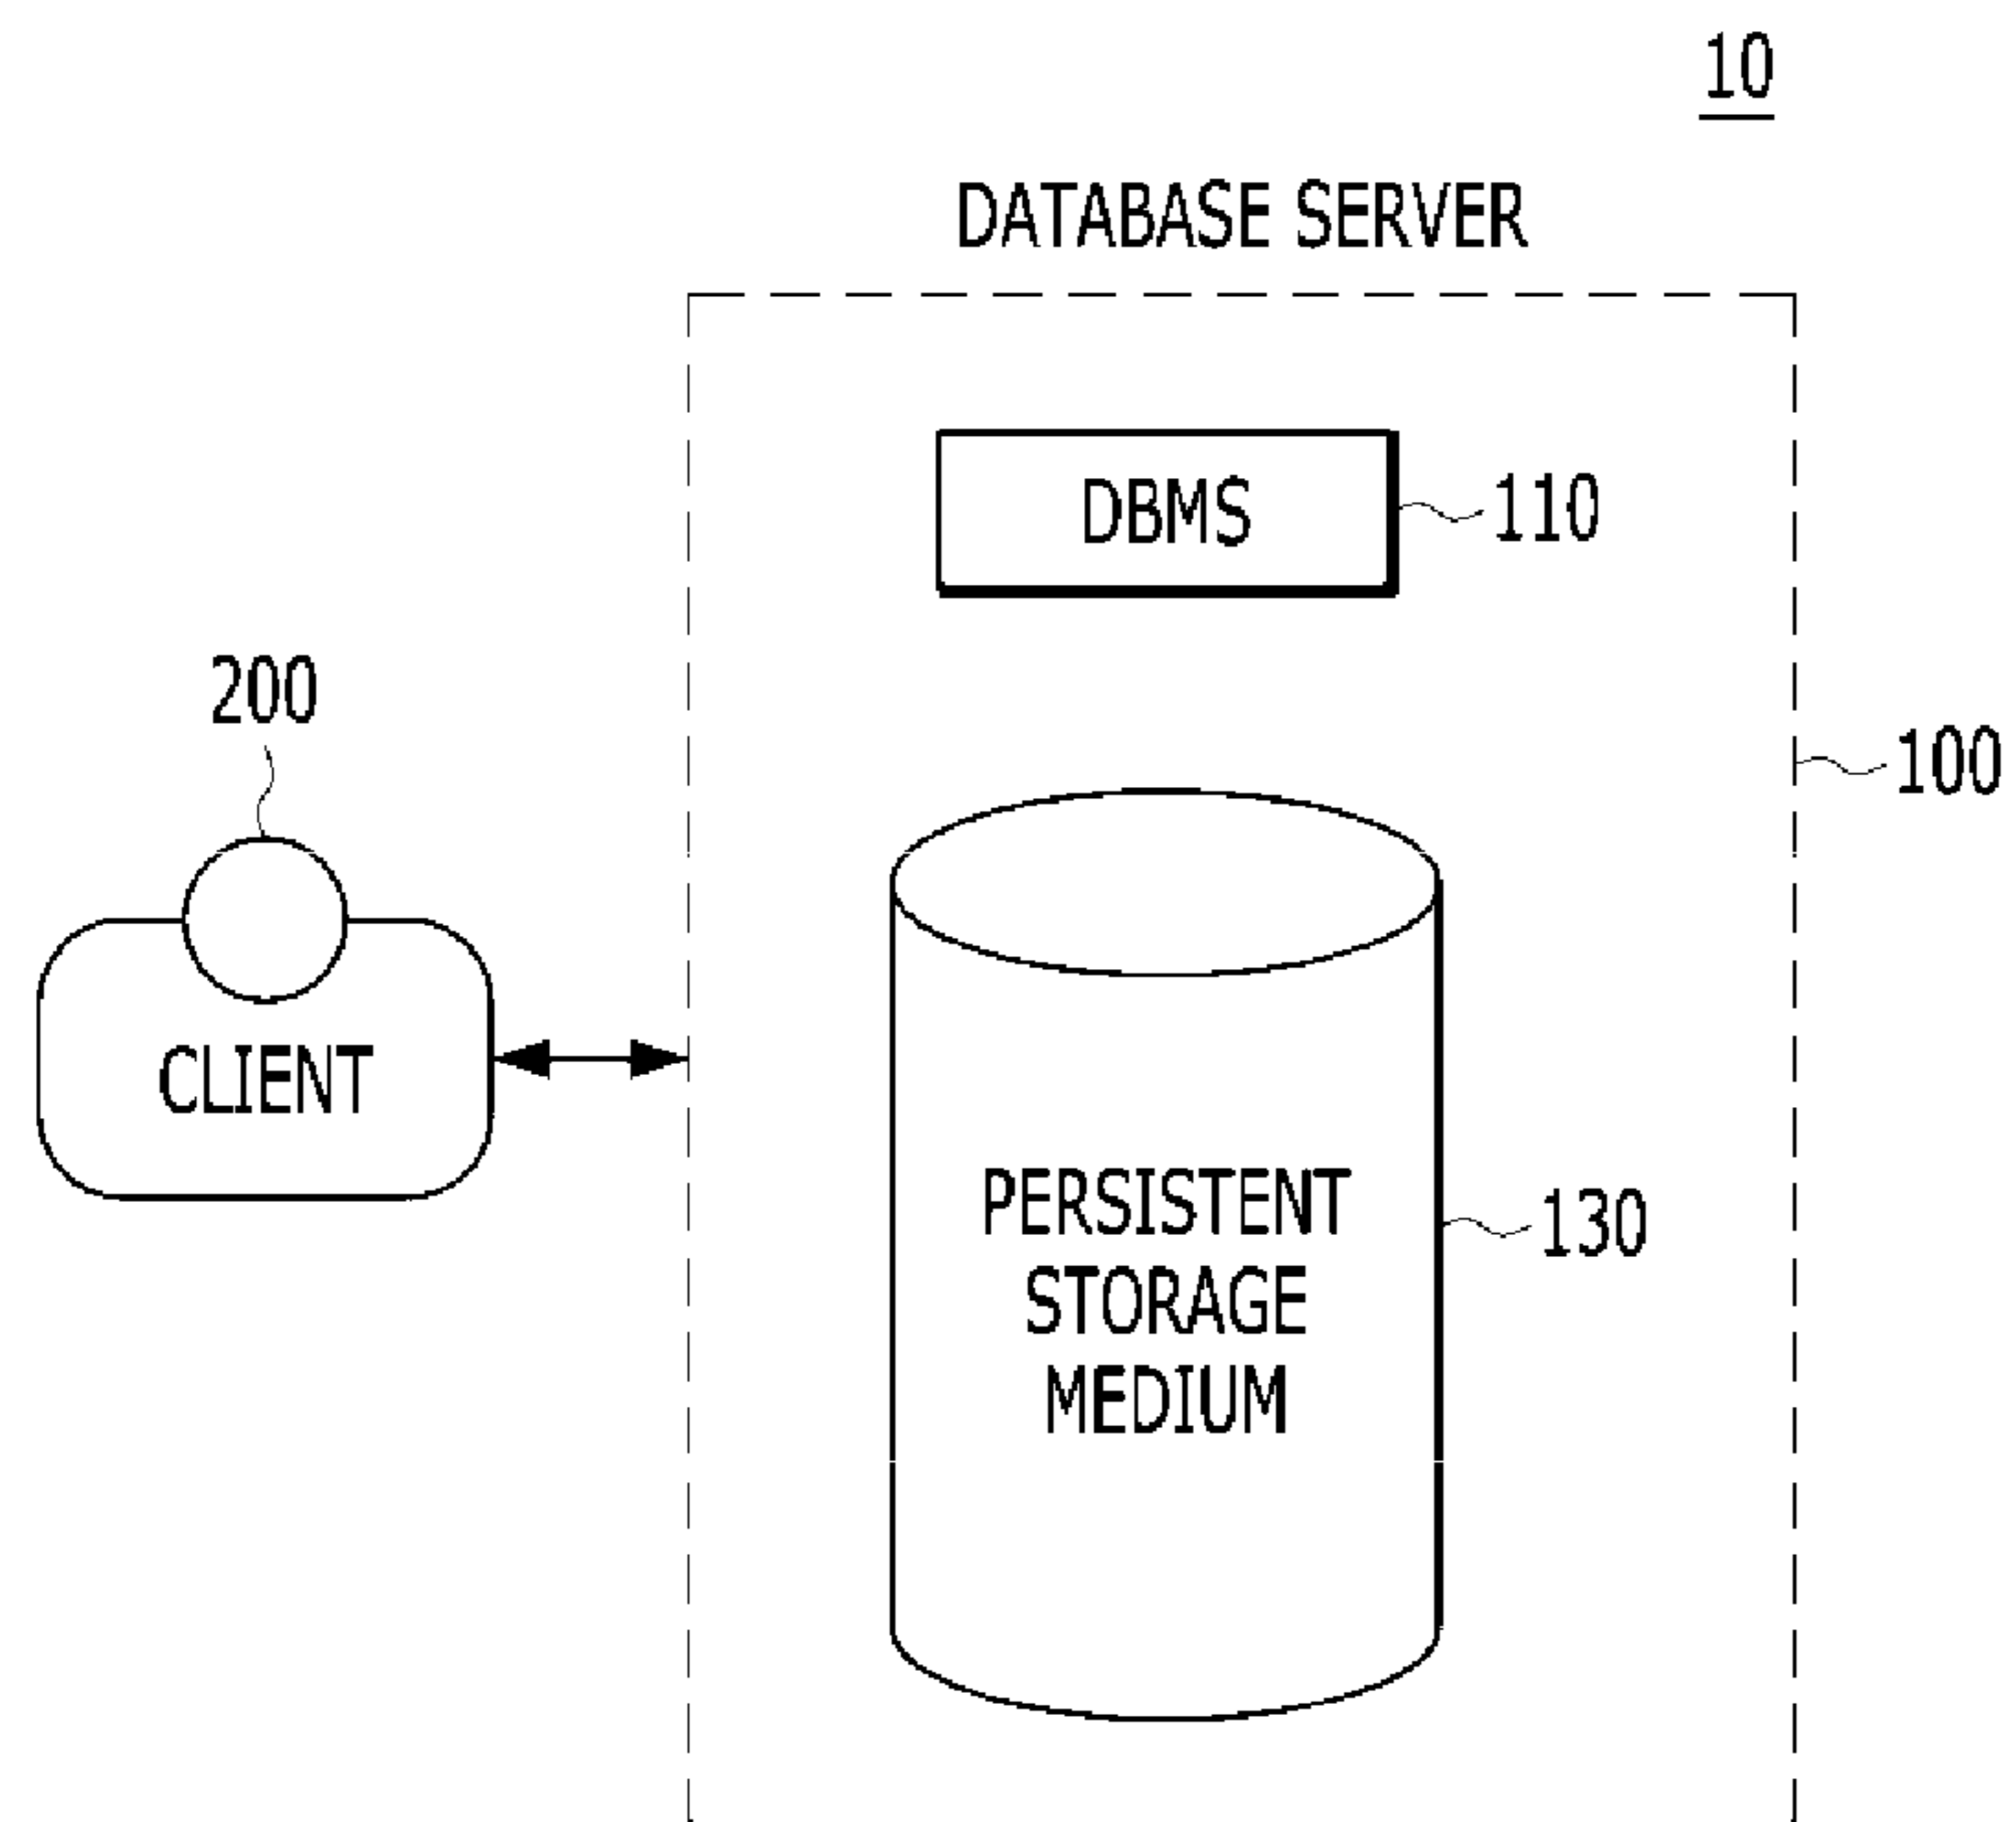 10
DATABASE SERVER
DBMS
110
200
100
CLIENT
PERSISTENT
STORAGE
MEDIUM
130